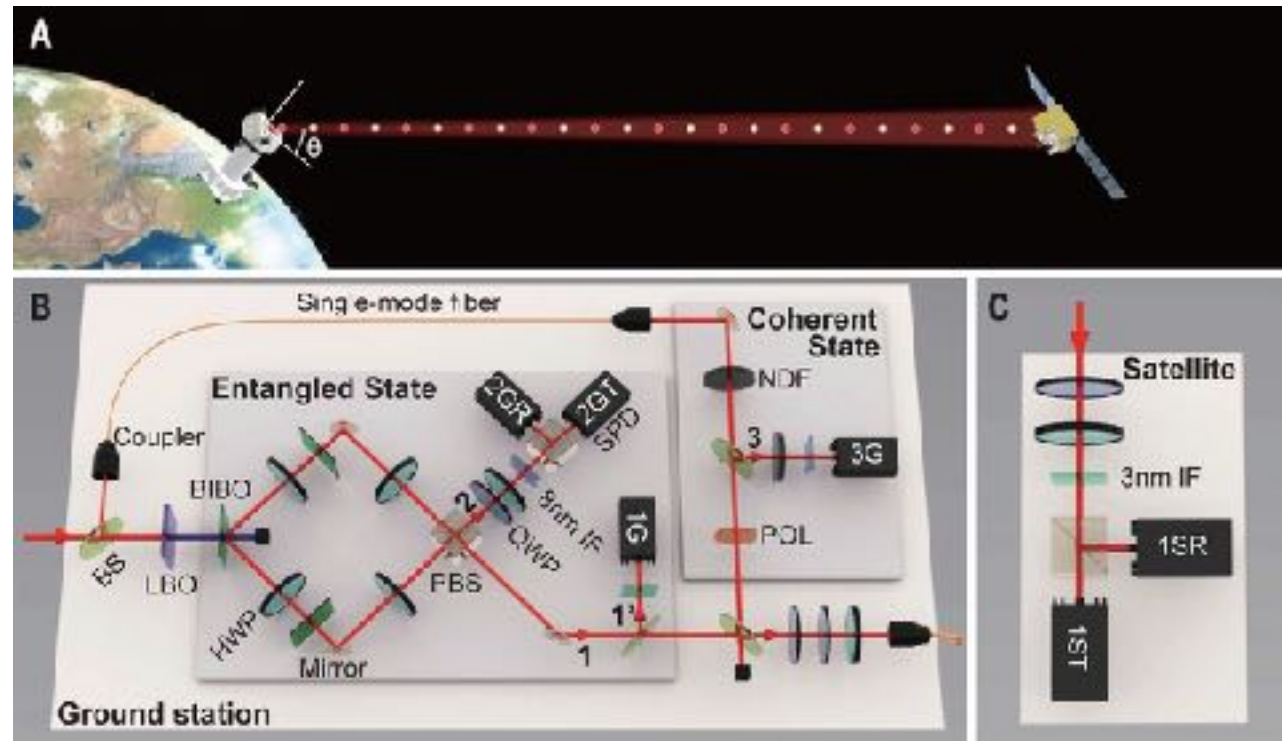 A
θ
B
Single-mode fiber
Coherent
State
NDF
Entangled State
2GR
2GT
SPD
Coupler
3
3G
BIBO
2
8nm IF
QWP
1G
POL
BS
LBO
PBS
HWP
1'
1
Mirror
Ground station
C
Satellite
3nm IF
1SR
1ST